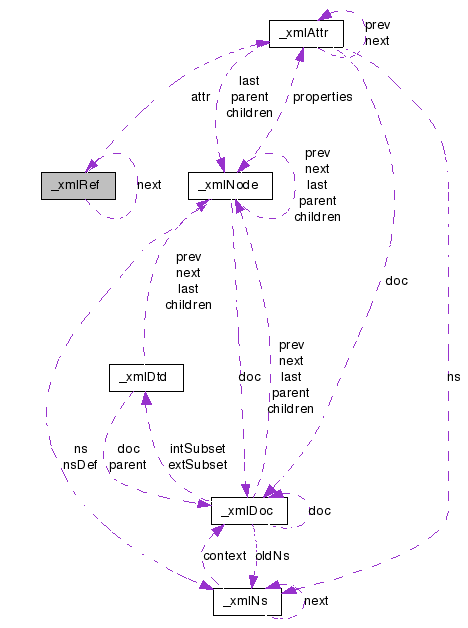 _xmlAttr
prev
next
last
parent
children
attr
properties
_xmlRef
next
_xmlNode
prev
next
last
parent
children
prev
next
last
children
doc
prev
next
last
parent
children
_xmlDtd
doc
ns
ns
nsDef
doc
parent
intSubset
extSubset
_xmlDoc
doc
context
oldNs
_xmlNs
next